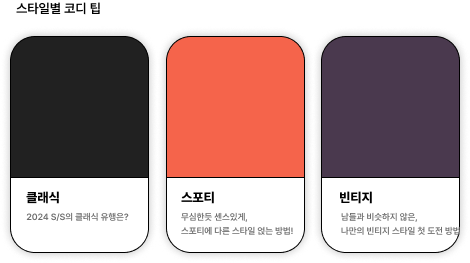 스타일별 코디 팁
클래식
2024 S/S의 클래식 유행은?
스포티
무심한듯 센스있게,
스포티에 다른 스타일 얹는 방법!
빈티지
남들과 비슷하지 않은,
나만의 빈티지 스타일 첫 도전 방법